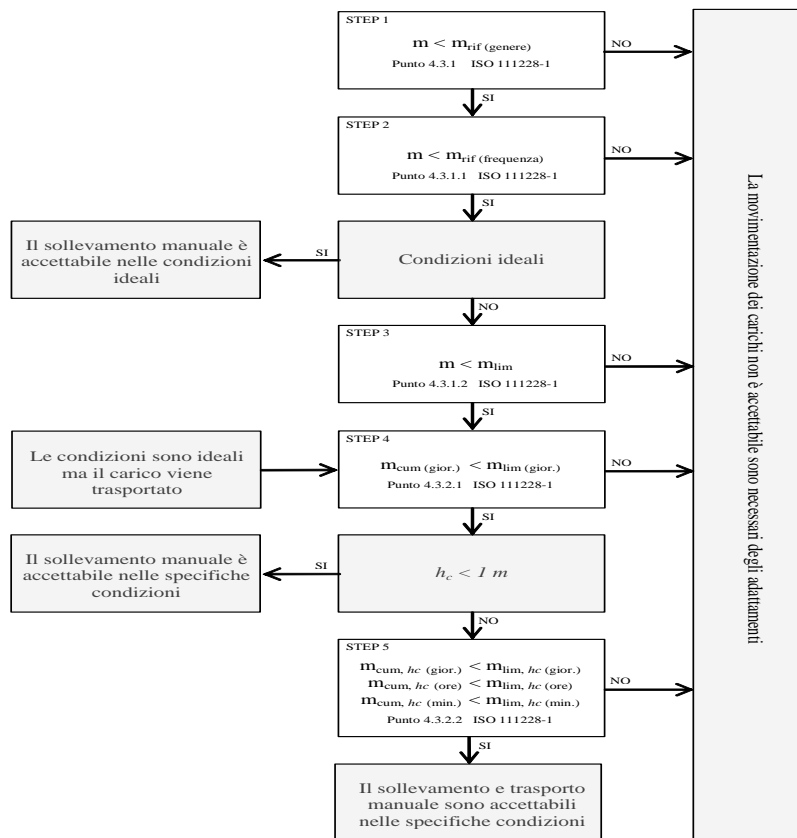 STEP 1
m < mrif (genere)
Punto 4.3.1 ISO 111228-1
NO
SI
STEP 2
m < mrif (frequenza)
Punto 4.3.1.1 ISO 111228-1
NO
SI
Il sollevamento manuale è
accettabile nelle condizioni
ideali
SI
Condizioni ideali
NO
STEP 3
m < mlim
Punto 4.3.1.2 ISO 111228-1
NO
SI
Le condizioni sono ideali
ma il carico viene
trasportato
STEP 4
mcum (gior.) < mlim (gior.)
Punto 4.3.2.1 ISO 111228-1
NO
SI
Il sollevamento manuale è
accettabile nelle specifiche
condizioni
SI
hc < 1 m
NO
STEP 5
mcum, hc (gior.) < mlim, hc (gior.)
mcum, hc (ore) < mlim, hc (ore)
mcum, hc (min.) < mlim, hc (min.)
Punto 4.3.2.2 ISO 111228-1
NO
SI
Il sollevamento e trasporto
manuale sono accettabili
nelle specifiche condizioni
La movimentazione dei carichi non è accettabile sono necessari degli adattamenti